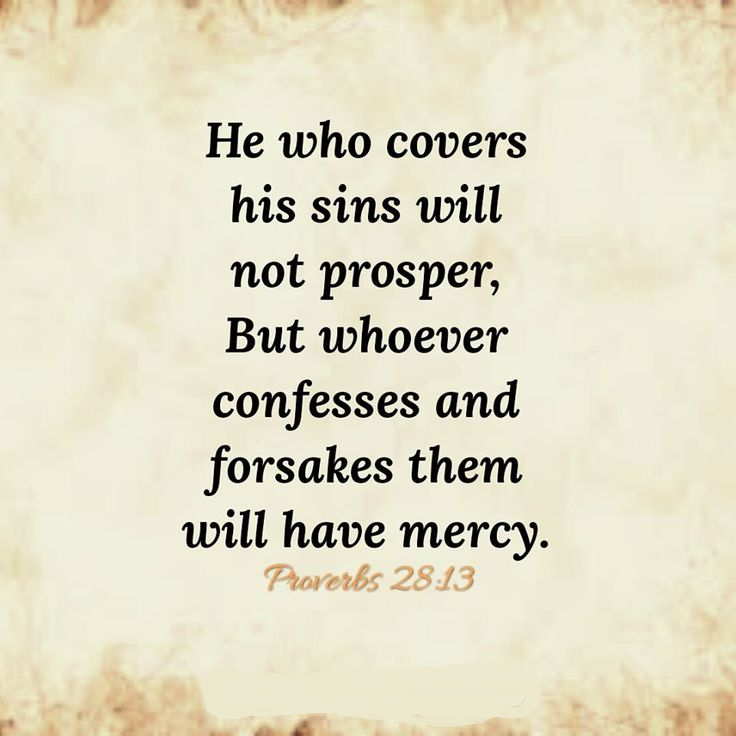 He who covers
his sins will
not prosper,
But whoever
confesses and
forsakes them
will have mercy.
Proverbs 28:13